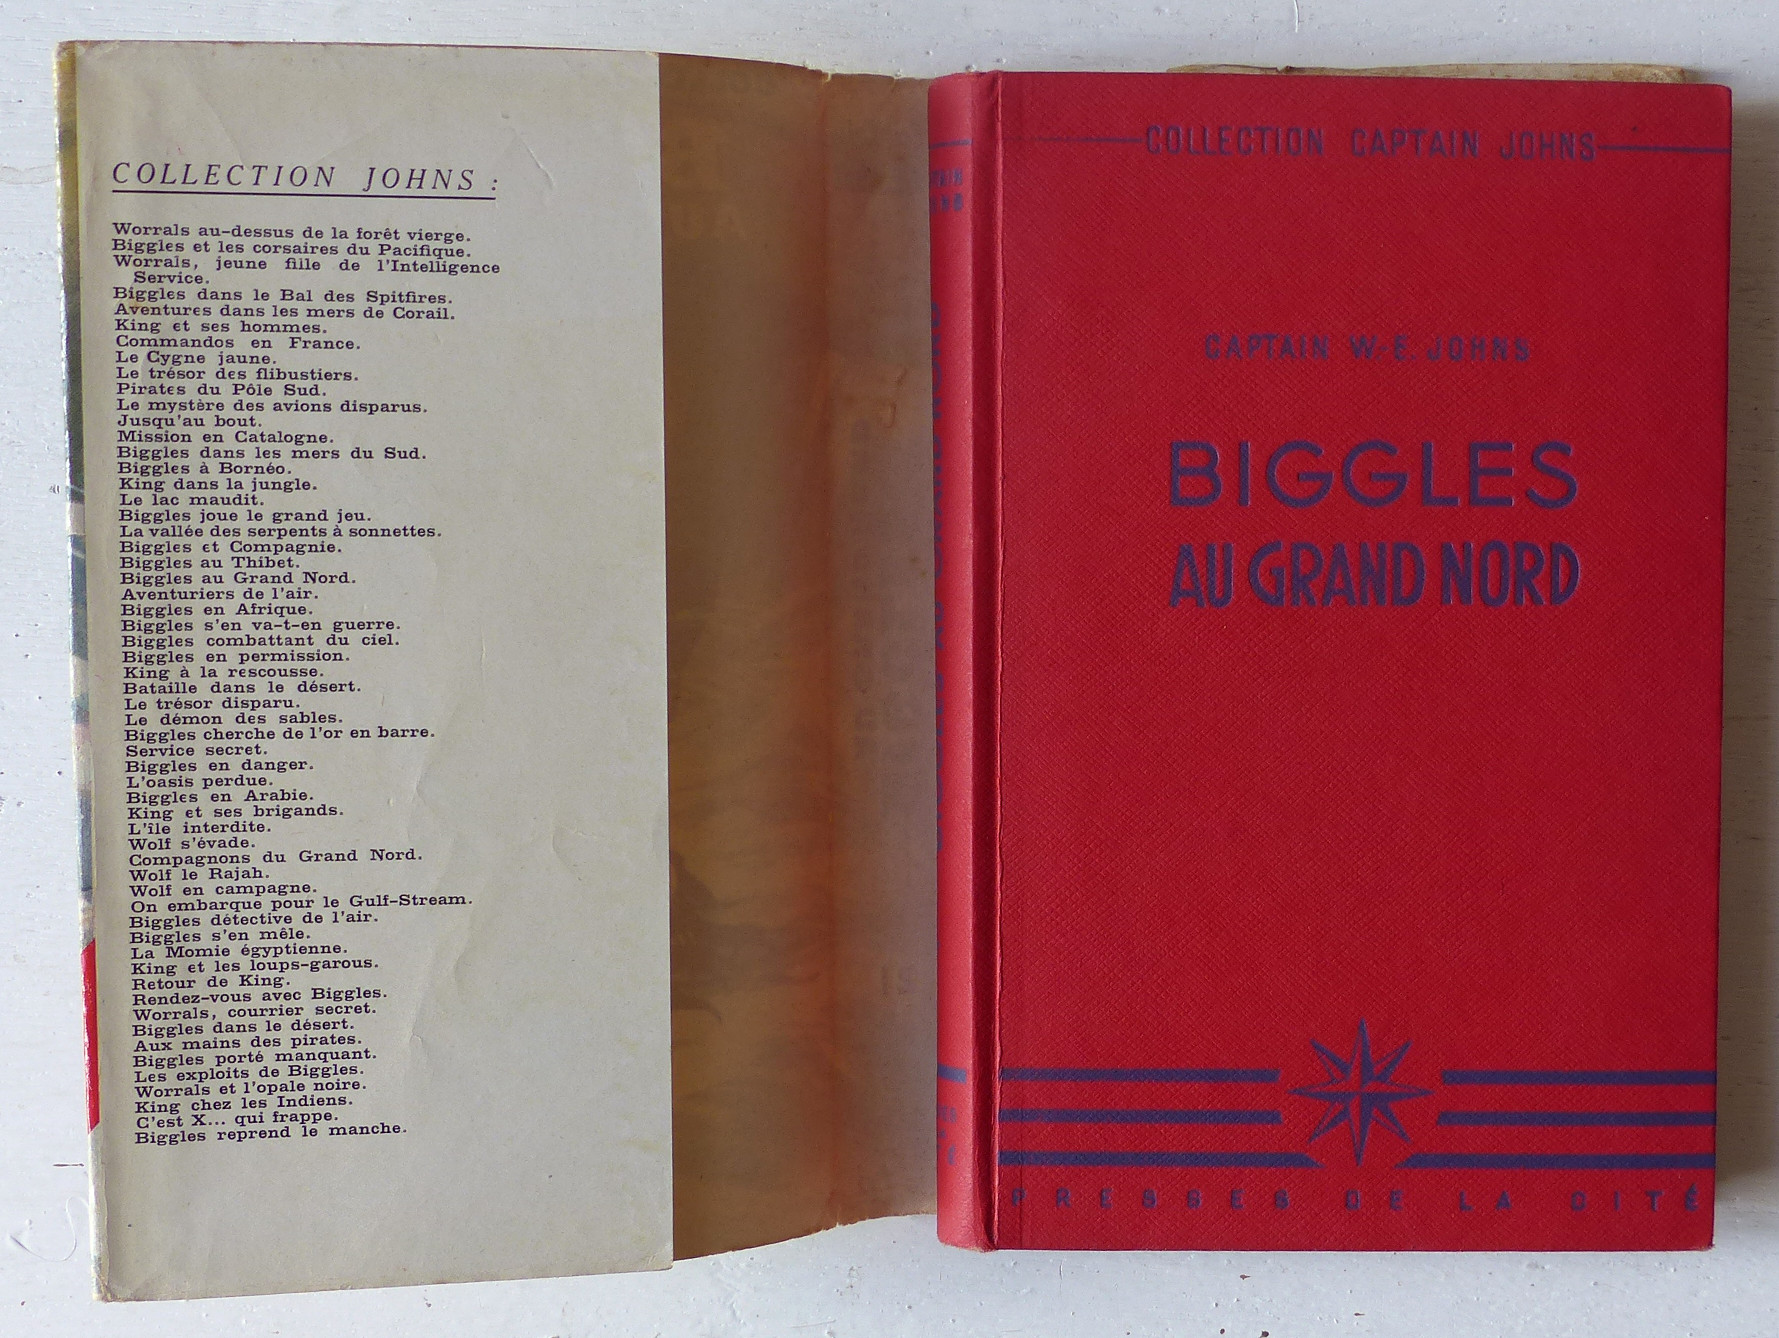 COLLECTION JOHNS :
Worrals au-dessus de la forêt vierge.
Biggles et les corsaires du Pacifique.
Worrals, jeune fille de l'Intelligence
Service.
Biggles dans le Bal des Spitfires.
Aventures dans les mers de Corail.
King et ses hommes.
Commandos en France.
Le Cygne jaune.
Le trésor des flibustiers.
Pirates du Pôle Sud.
Le mystère des avions disparus.
Jusqu'au bout.
Mission en Catalogne.
Biggles dans les mers du Sud.
Biggles à Bornéo.
King dans la jungle.
Le lac maudit.
Biggles joue le grand jeu.
La vallée des serpents à sonnettes.
Biggles et Compagnie.
Biggles au Thibet.
Biggles au Grand Nord.
Aventuriers de l'air.
Biggles en Afrique.
Biggles s'en va-t-en guerre.
Biggles combattant du ciel.
Biggles en permission.
King à la rescousse.
Bataille dans le désert.
Le trésor disparu.
Le démon des sables.
Biggles cherche de l'or en barre.
Service secret.
Biggles en danger.
L'oasis perdue.
Biggles en Arabie.
King et ses brigands.
L'île interdite.
Wolf s'évade.
Compagnons du Grand Nord.
Wolf le Rajah.
Wolf en campagne.
On embarque pour le Gulf-Stream.
Biggles détective de l'air.
Biggles s'en mêle.
La Momie égyptienne.
King et les loups-garous.
Retour de King.
Rendez-vous avec Biggles.
Worrals, courrier secret.
Biggles dans le désert.
Aux mains des pirates.
Biggles porté manquant.
Les exploits de Biggles.
Worrals et l'opale noire.
King chez les Indiens.
C'est X... qui frappe.
Biggles reprend le manche.
COLLECTION CAPTAIN JOHNS
CAPTAIN W.-E. JOHNS
BIGGLES
AU GRAND NORD
PRESSES DE LA CITÉ